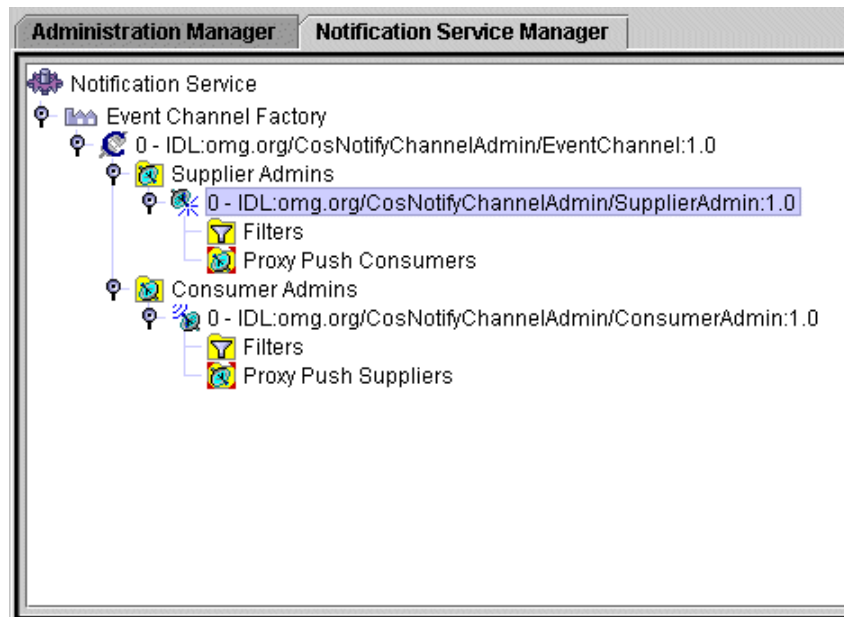 Administration Manager Notification Service Manager
Notification Service
Event Channel Factory
0 - IDL:omg.org/CosNotifyChannelAdmin/EventChannel:1.0
Supplier Admins
0 - IDL:omg.org/CosNotifyChannelAdmin/SupplierAdmin:1.0
Filters
Proxy Push Consumers
Consumer Admins
0 - IDL:omg.org/CosNotifyChannelAdmin/ConsumerAdmin:1.0
Filters
Proxy Push Suppliers